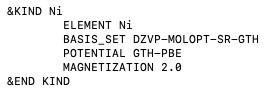 &KIND Ni
ELEMENT Ni
BASIS_SET DZVP-MOLOPT-SR-GTH
POTENTIAL GTH-PBE
MAGNETIZATION 2.0
&END KIND